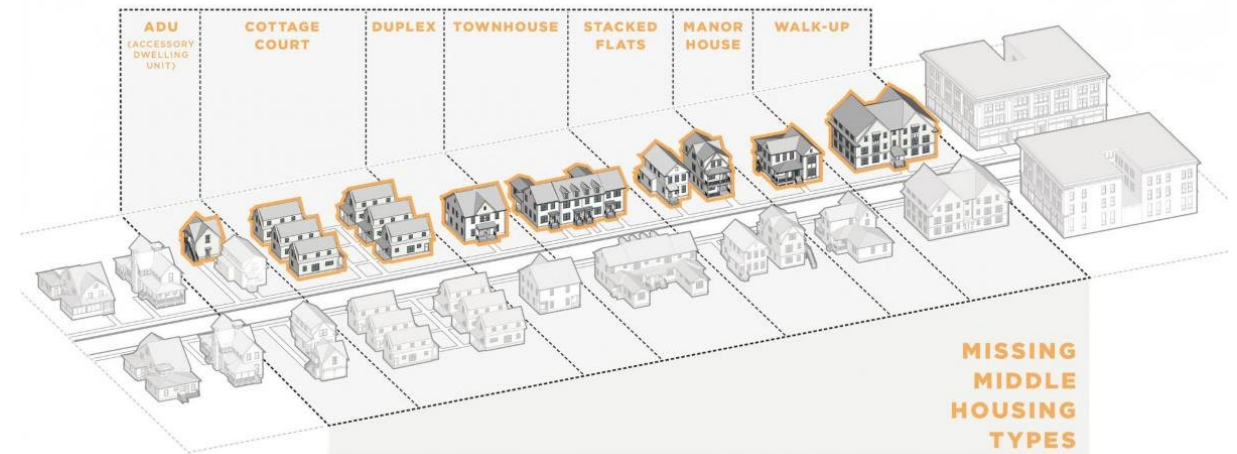 ADU
(ACCESSORY
DWELLING
UNIT)
COTTAGE
COURT
DUPLEX
TOWNHOUSE
STACKED
FLATS
MANOR
HOUSE
WALK-UP
MISSING
MIDDLE
HOUSING
TYPES